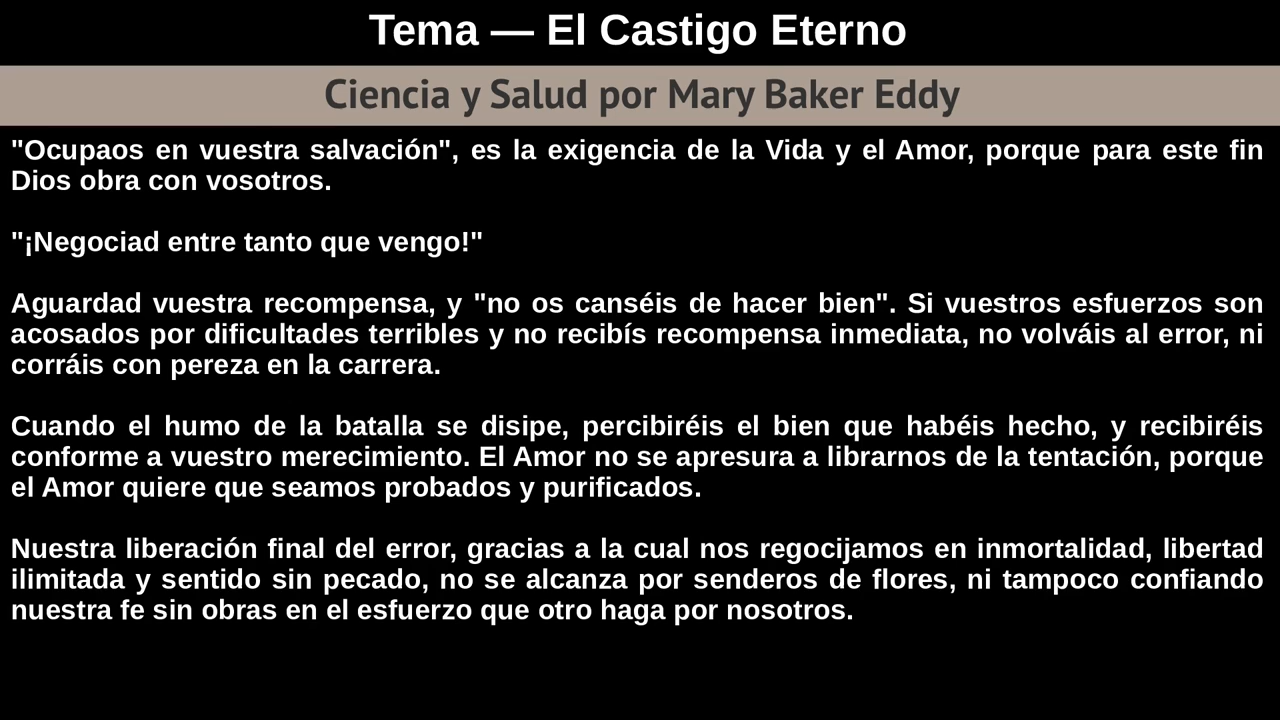 Tema — El Castigo Eterno
Ciencia y Salud por Mary Baker Eddy
"Ocupaos en vuestra salvación", es la exigencia de la Vida y el Amor, porque para este fin
Dios obra con vosotros.
"¡Negociad entre tanto que vengo!"
Aguardad vuestra recompensa, y "no os canséis de hacer bien". Si vuestros esfuerzos son
acosados por dificultades terribles y no recibís recompensa inmediata, no volváis al error, ni
corráis con pereza en la carrera.
Cuando el humo de la batalla se disipe, percibiréis el bien que habéis hecho, y recibiréis
conforme a vuestro merecimiento. El Amor no se apresura a librarnos de la tentación, porque
el Amor quiere que seamos probados y purificados.
Nuestra liberación final del error, gracias a la cual nos regocijamos en inmortalidad, libertad
ilimitada y sentido sin pecado, no se alcanza por senderos de flores, ni tampoco confiando
nuestra fe sin obras en el esfuerzo que otro haga por nosotros.